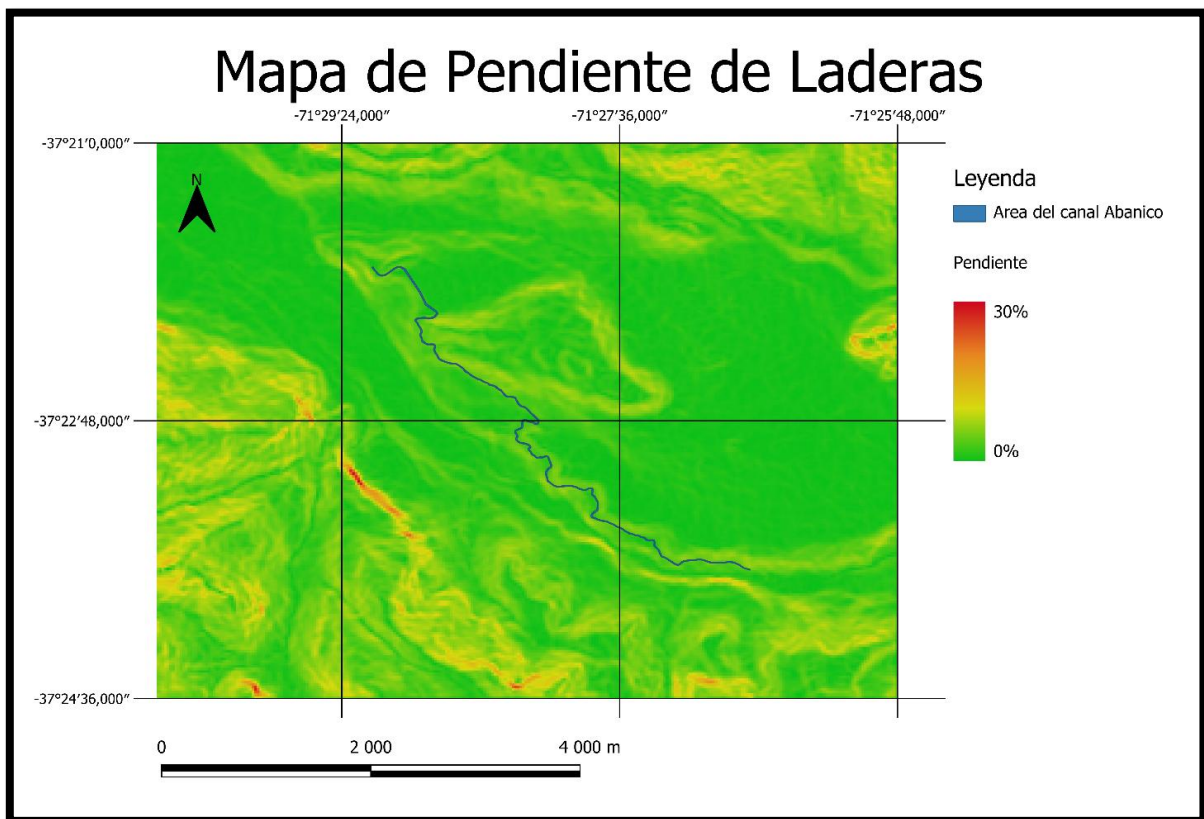 Mapa de Pendiente de Laderas
-71°29′24,000″ -71°27′36,000″ -71°25′48,000″
-37°21′0,000″
N
Leyenda
Area del canal Abanico
Pendiente
30%
-37°22′48,000″
0%
-37°24′36,000″
0 2 000 4 000 m